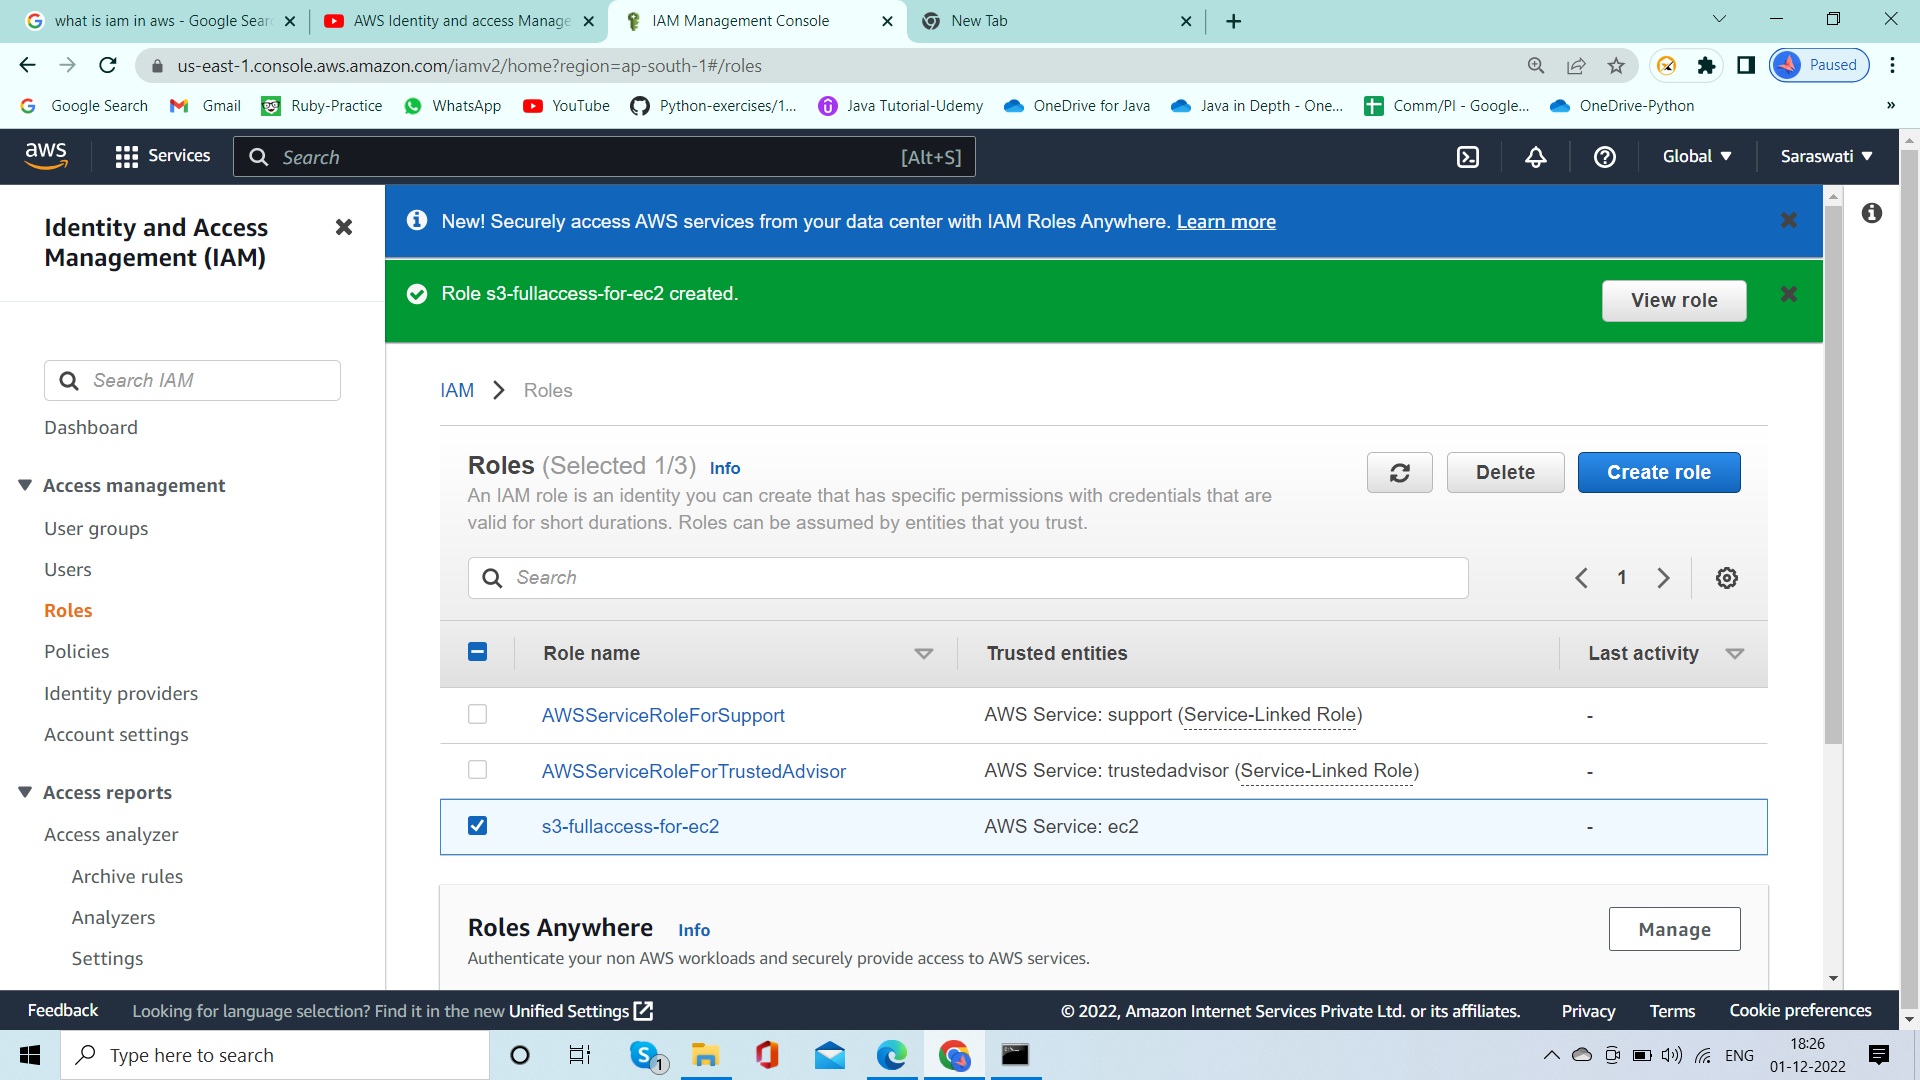 what is iam in aws - Google Sear
AWS Identity and access Manage
IAM Management Console
New Tab
us-east-1.console.aws.amazon.com/iamv2/home?region=ap-south-1#/roles
Paused
Google Search
Gmail
Ruby-Practice
WhatsApp
YouTube
Python-exercises/1...
Java Tutorial-Udemy
OneDrive for Java
Java in Depth - One...
Comm/PI - Google...
OneDrive-Python
»
aws
Services
Search
[Alt+S]
Global
Saraswati
Identity and Access
Management (IAM)
Search IAM
Dashboard
Access management
User groups
Users
Roles
Policies
Identity providers
Account settings
Access reports
Access analyzer
Archive rules
Analyzers
Settings
New! Securely access AWS services from your data center with IAM Roles Anywhere. Learn more
Role s3-fullaccess-for-ec2 created.
View role
IAM > Roles
Roles (Selected 1/3) Info
An IAM role is an identity you can create that has specific permissions with credentials that are
valid for short durations. Roles can be assumed by entities that you trust.
Delete
Create role
Search
1
Role name
Trusted entities
Last activity
AWSServiceRoleForSupport
AWS Service: support (Service-Linked Role)
-
AWSServiceRoleForTrustedAdvisor
AWS Service: trustedadvisor (Service-Linked Role)
-
s3-fullaccess-for-ec2
AWS Service: ec2
-
Roles Anywhere Info
Manage
Authenticate your non AWS workloads and securely provide access to AWS services.
Feedback
Looking for language selection? Find it in the new Unified Settings
© 2022, Amazon Internet Services Private Ltd. or its affiliates.
Privacy
Terms
Cookie preferences
Type here to search
1
ENG
18:26
01-12-2022